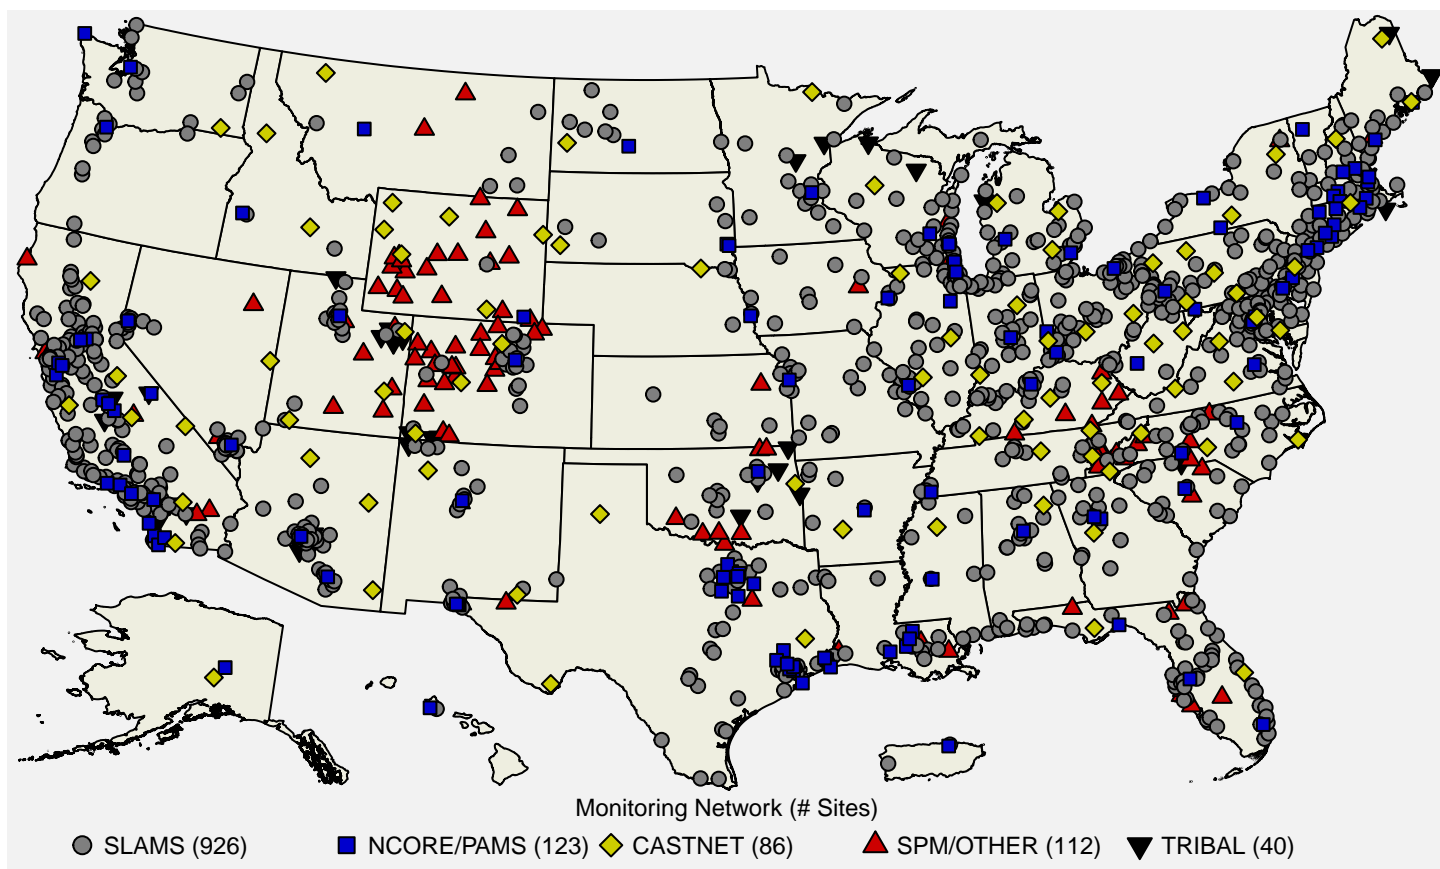 Monitoring Network (# Sites)
SLAMS (926) NCORE/PAMS (123) CASTNET (86) SPM/OTHER (112) TRIBAL (40)